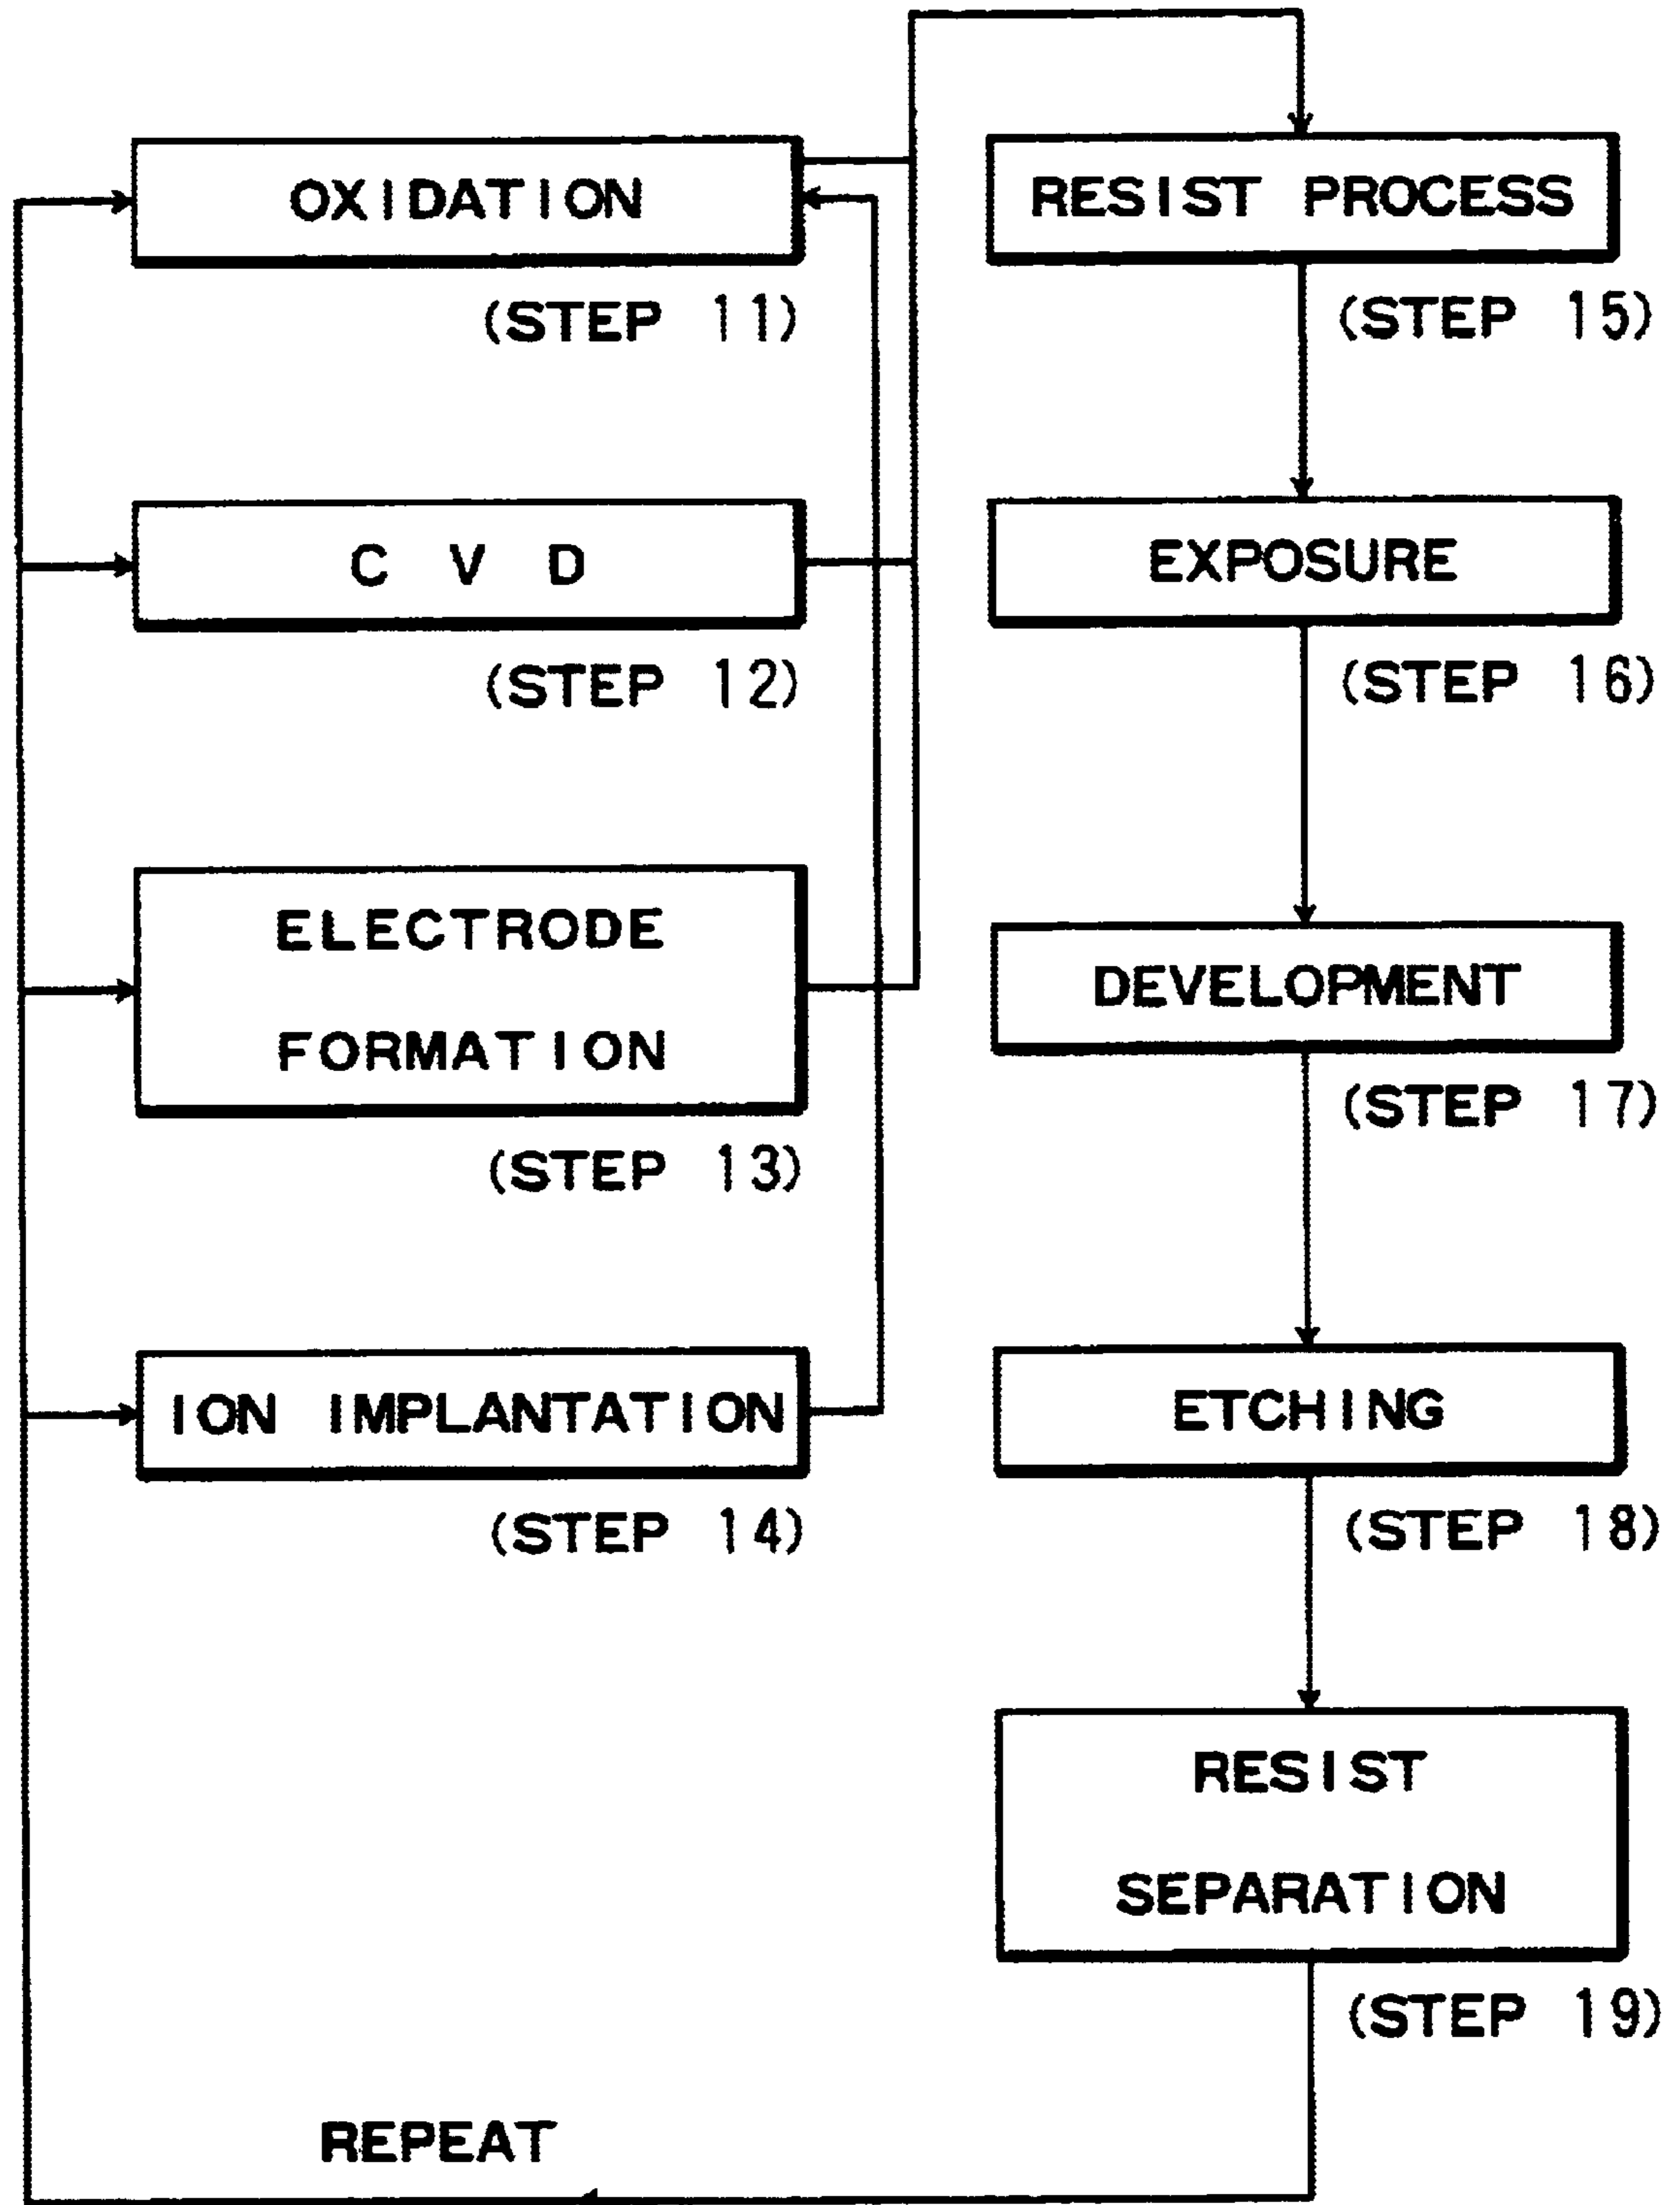 OXIDATION
(STEP 11)
C V D
(STEP 12)
ELECTRODE
FORMATION
(STEP 13)
ION IMPLANTATION
(STEP 14)
RESIST PROCESS
(STEP 15)
EXPOSURE
(STEP 16)
DEVELOPMENT
(STEP 17)
ETCHING
(STEP 18)
RESIST
SEPARATION
(STEP 19)
REPEAT